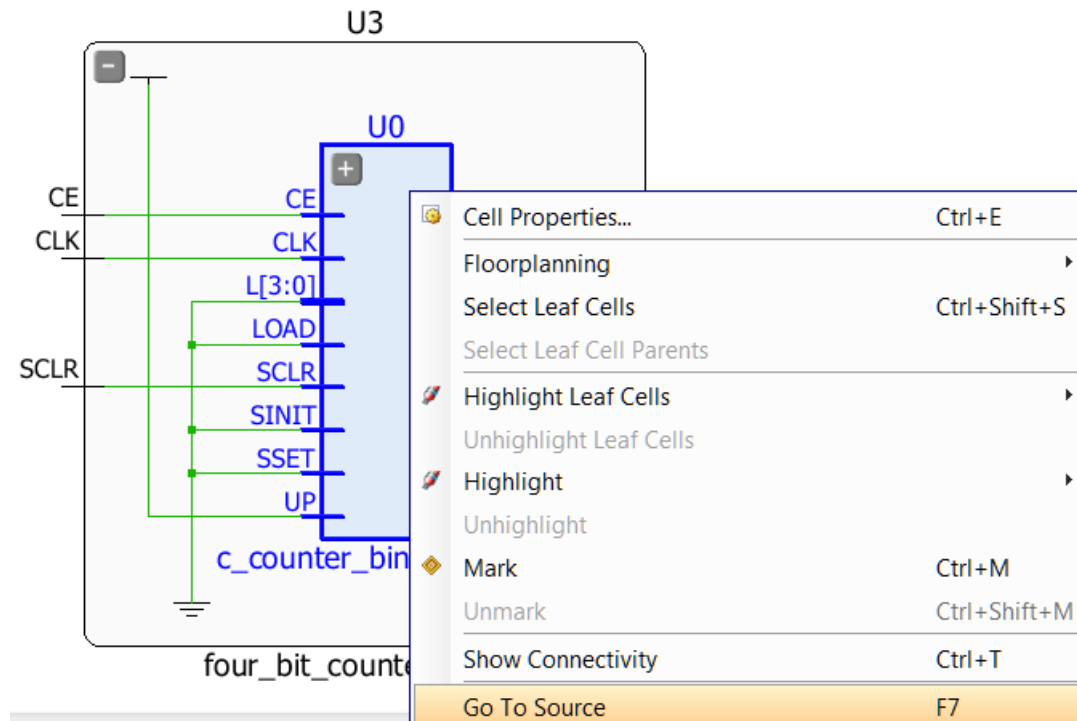 U3
U0
CE
CLK
SCLR
CE
CLK
L[3:0]
LOAD
SCLR
SINIT
SSET
UP
c_counter_bin
four_bit_counte
Cell Properties... Ctrl+E
Floorplanning
Select Leaf Cells Ctrl+Shift+S
Select Leaf Cell Parents
Highlight Leaf Cells
Unhighlight Leaf Cells
Highlight
Unhighlight
Mark Ctrl+M
Unmark Ctrl+Shift+M
Show Connectivity Ctrl+T
Go To Source F7